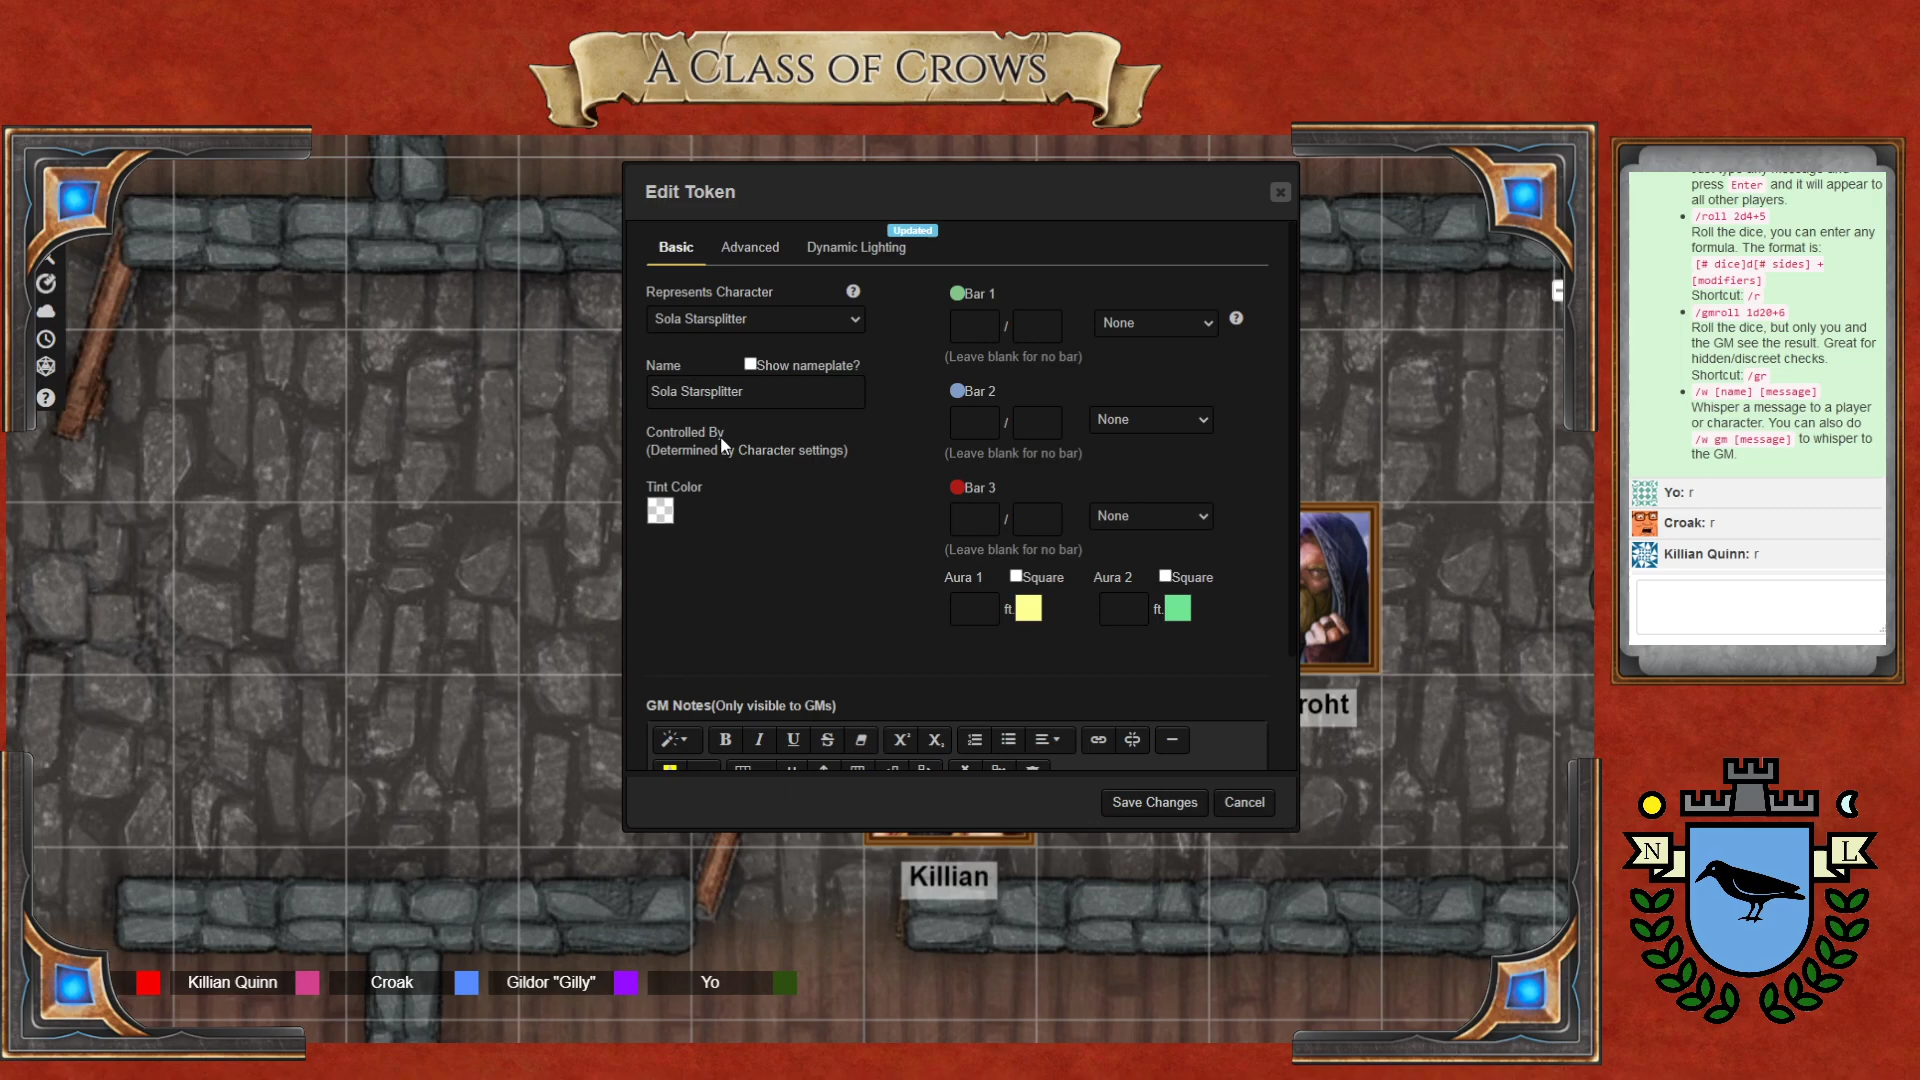 A Class of Crows
Edit Token
Updated
Basic
Advanced
Dynamic Lighting
Represents Character
Sola Starsplitter
Name
Show nameplate?
Sola Starsplitter
Controlled By
(Determined by Character settings)
Tint Color
Bar 1
/
None
(Leave blank for no bar)
Bar 2
/
None
(Leave blank for no bar)
Bar 3
/
None
(Leave blank for no bar)
Aura 1
Square
Aura 2
Square
ft.
ft.
GM Notes(Only visible to GMs)
Save Changes
Cancel
roht
Killian
Killian Quinn
Croak
Gildor "Gilly"
Yo
press Enter and it will appear to
all other players.
/roll 2d4+5
Roll the dice, you can enter any
formula. The format is:
[# dice]d[# sides] +
[modifiers]
Shortcut: /r
/gmroll 1d20+6
Roll the dice, but only you and
the GM see the result. Great for
hidden/discreet checks.
Shortcut: /gr
/w [name] [message]
Whisper a message to a player
or character. You can also do
/w gm [message] to whisper to
the GM.
Yo: r
Croak: r
Killian Quinn: r
N
L